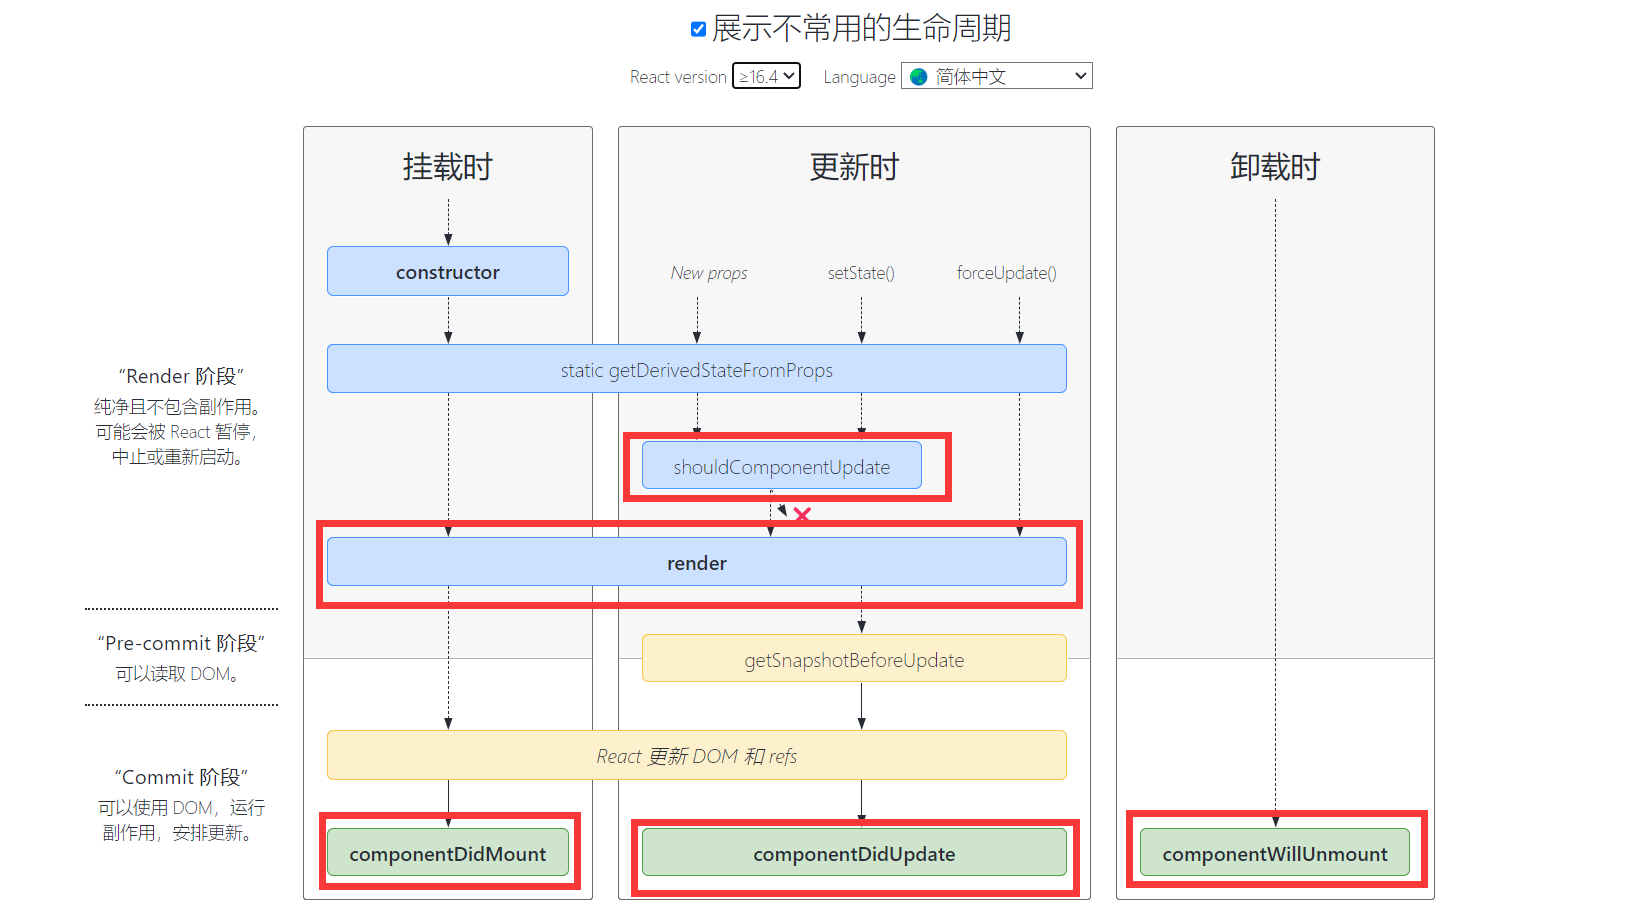 展示不常用的生命周期
React version ≥16.4 Language 简体中文
挂载时 更新时 卸载时
constructor
New props setState() forceUpdate()
static getDerivedStateFromProps
“Render 阶段”
纯净且不包含副作用。
可能会被 React 暂停，
中止或重新启动。
shouldComponentUpdate
render
“Pre-commit 阶段”
可以读取 DOM。
getSnapshotBeforeUpdate
React 更新 DOM 和 refs
“Commit 阶段”
可以使用 DOM，运行
副作用，安排更新。
componentDidMount
componentDidUpdate
componentWillUnmount